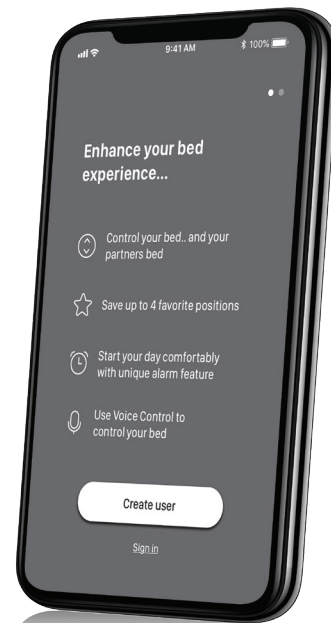 9:41 AM
100%
Enhance your bed
experience...
Control your bed.. and your
partners bed
Save up to 4 favorite positions
Start your day comfortably
with unique alarm feature
Use Voice Control to
control your bed
Create user
Sign in